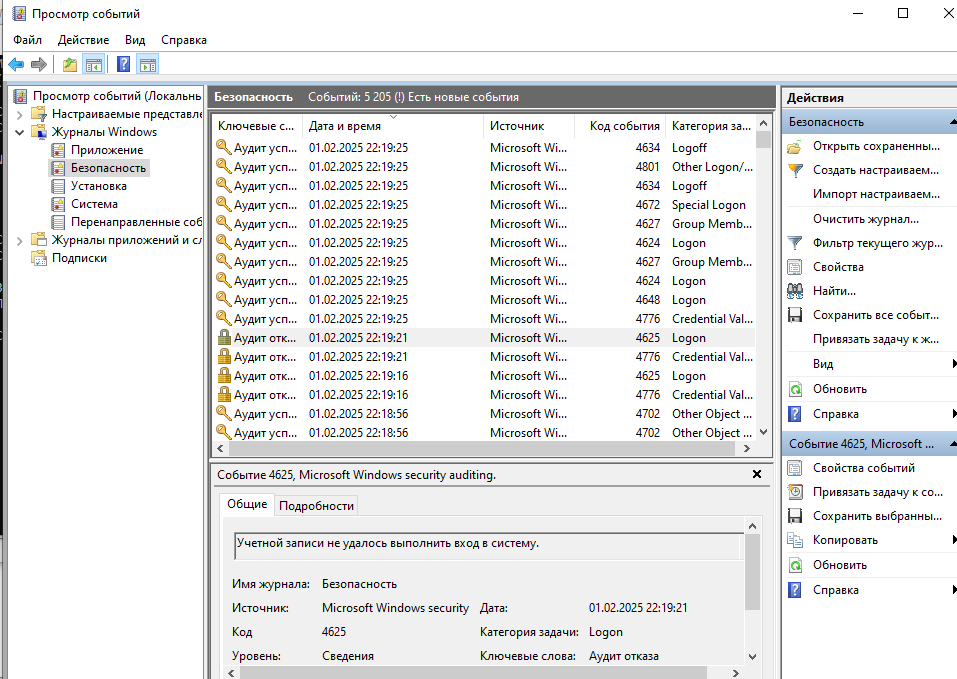 Просмотр событий
Файл Действие Вид Справка
Просмотр событий (Локальнь
Настраиваемые представле
Журналы Windows
Приложение
Безопасность
Установка
Система
Перенаправленные соб
Журналы приложений и сл
Подписки
Безопасность Событий: 5 205 (!) Есть новые события
Ключевые с... Дата и время Источник Код события Категория за...
Аудит усп... 01.02.2025 22:19:25 Microsoft Wi... 4634 Logoff
Аудит усп... 01.02.2025 22:19:25 Microsoft Wi... 4801 Other Logon/...
Аудит усп... 01.02.2025 22:19:25 Microsoft Wi... 4634 Logoff
Аудит усп... 01.02.2025 22:19:25 Microsoft Wi... 4672 Special Logon
Аудит усп... 01.02.2025 22:19:25 Microsoft Wi... 4627 Group Memb...
Аудит усп... 01.02.2025 22:19:25 Microsoft Wi... 4624 Logon
Аудит усп... 01.02.2025 22:19:25 Microsoft Wi... 4627 Group Memb...
Аудит усп... 01.02.2025 22:19:25 Microsoft Wi... 4624 Logon
Аудит усп... 01.02.2025 22:19:25 Microsoft Wi... 4648 Logon
Аудит усп... 01.02.2025 22:19:25 Microsoft Wi... 4776 Credential Val...
Аудит отк... 01.02.2025 22:19:21 Microsoft Wi... 4625 Logon
Аудит отк... 01.02.2025 22:19:21 Microsoft Wi... 4776 Credential Val...
Аудит отк... 01.02.2025 22:19:16 Microsoft Wi... 4625 Logon
Аудит отк... 01.02.2025 22:19:16 Microsoft Wi... 4776 Credential Val...
Аудит усп... 01.02.2025 22:18:56 Microsoft Wi... 4702 Other Object ...
Аудит усп... 01.02.2025 22:18:56 Microsoft Wi... 4702 Other Object ...
Событие 4625, Microsoft Windows security auditing.
Общие Подробности
Учетной записи не удалось выполнить вход в систему.
Имя журнала: Безопасность
Источник: Microsoft Windows security Дата: 01.02.2025 22:19:21
Код 4625 Категория задачи: Logon
Уровень: Сведения Ключевые слова: Аудит отказа
Действия
Безопасность
Открыть сохраненны...
Создать настраиваем...
Импорт настраиваем...
Очистить журнал...
Фильтр текущего жур...
Свойства
Найти...
Сохранить все событ...
Привязать задачу к ж...
Вид
Обновить
Справка
Событие 4625, Microsoft ...
Свойства событий
Привязать задачу к со...
Сохранить выбранны...
Копировать
Обновить
Справка